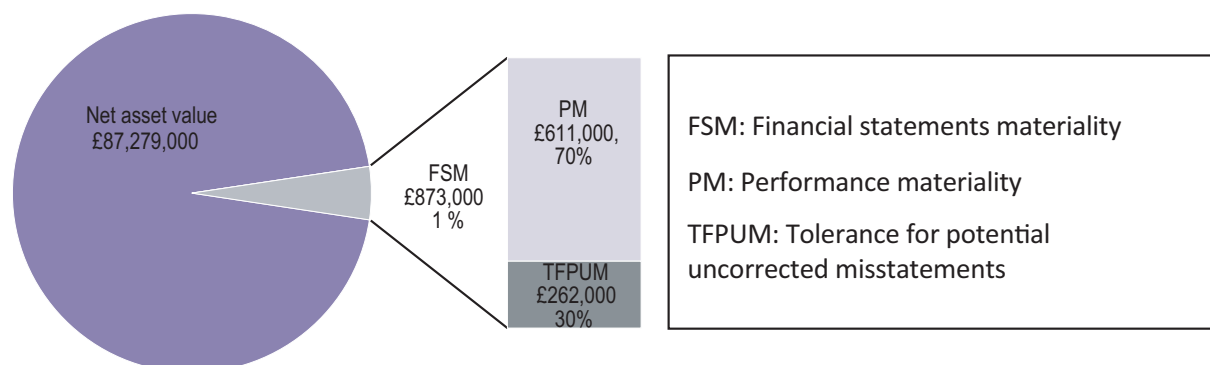 Net asset value
£87,279,000
FSM
£873,000
1 %
PM
£611,000,
70%
TFPUM
£262,000
30%
FSM: Financial statements materiality
PM: Performance materiality
TFPUM: Tolerance for potential
uncorrected misstatements